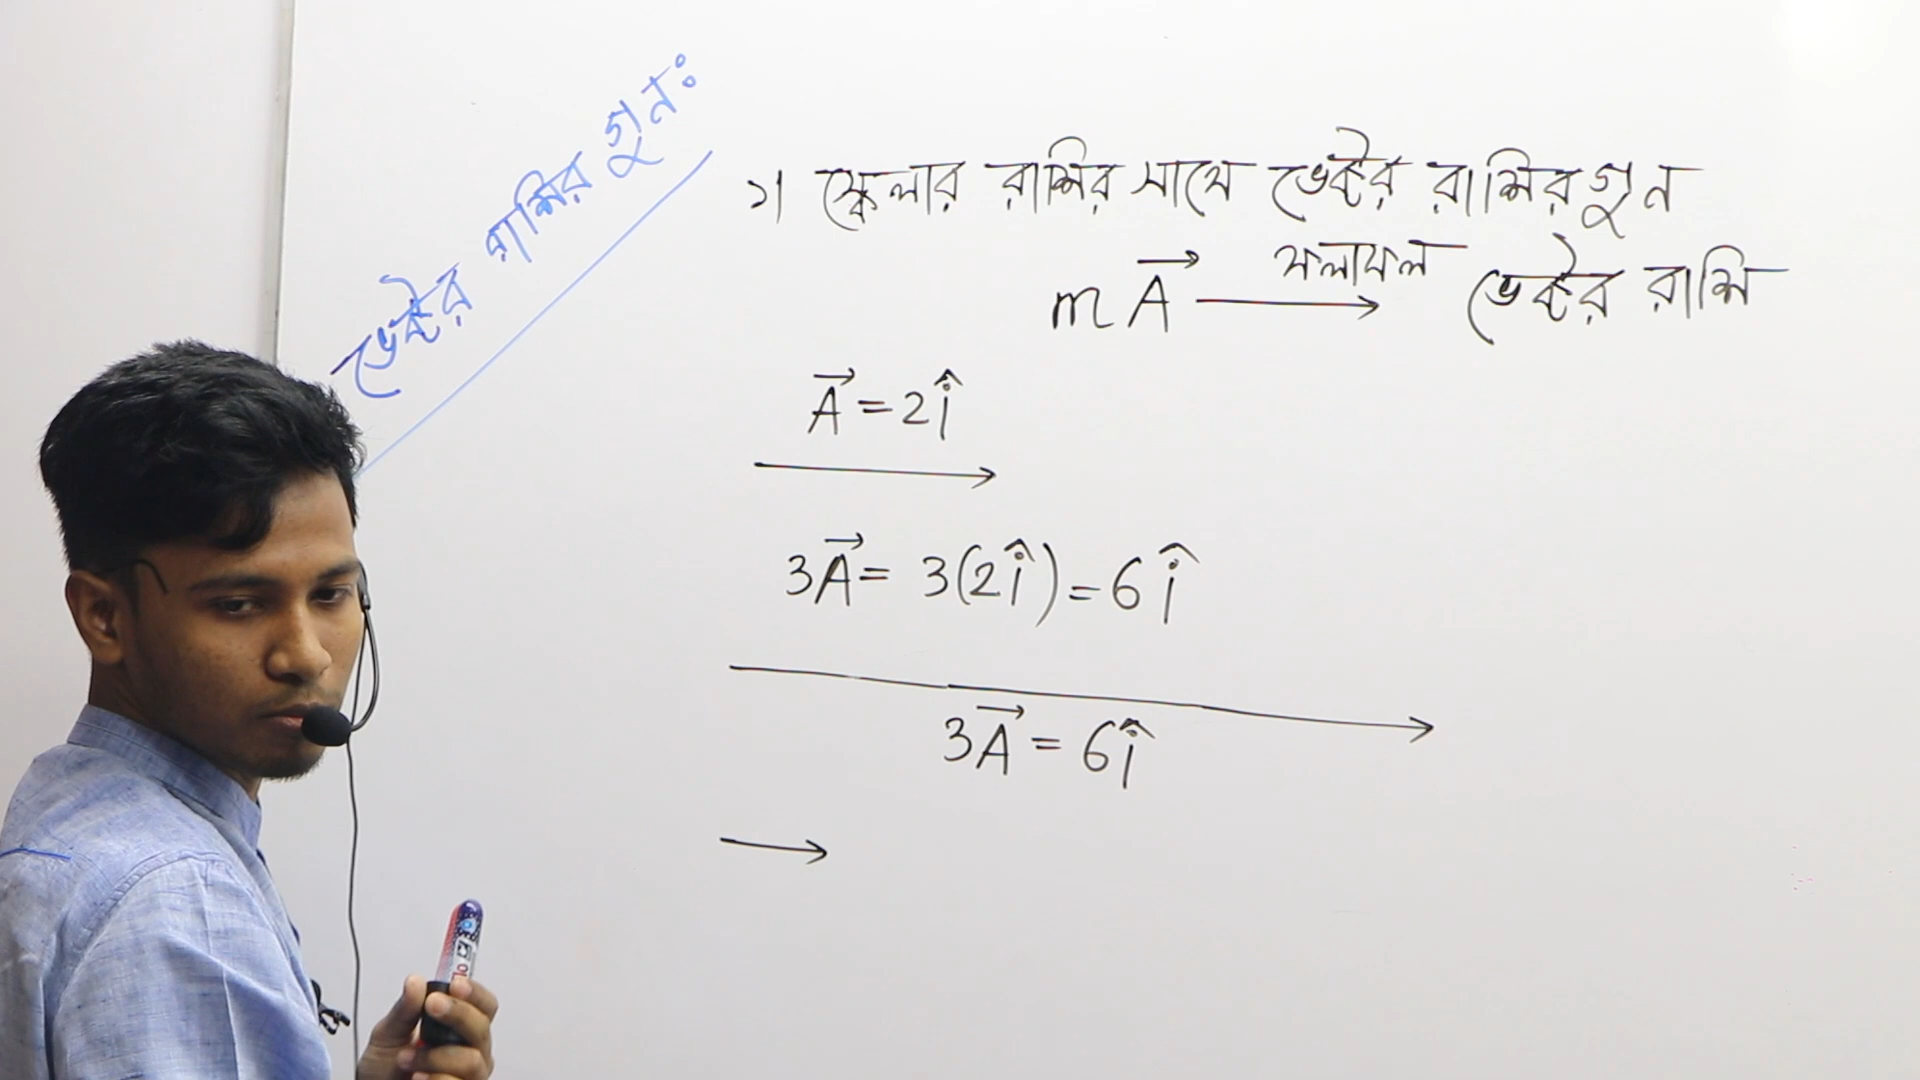 ভেক্টর রাশির গুনঃ
১। স্কেলার রাশির সাথে ভেক্টর রাশির গুন
mA⃗ ফলাফল → ভেক্টর রাশি
A⃗ = 2î
3A⃗ = 3(2î) = 6î
3A⃗ = 6î